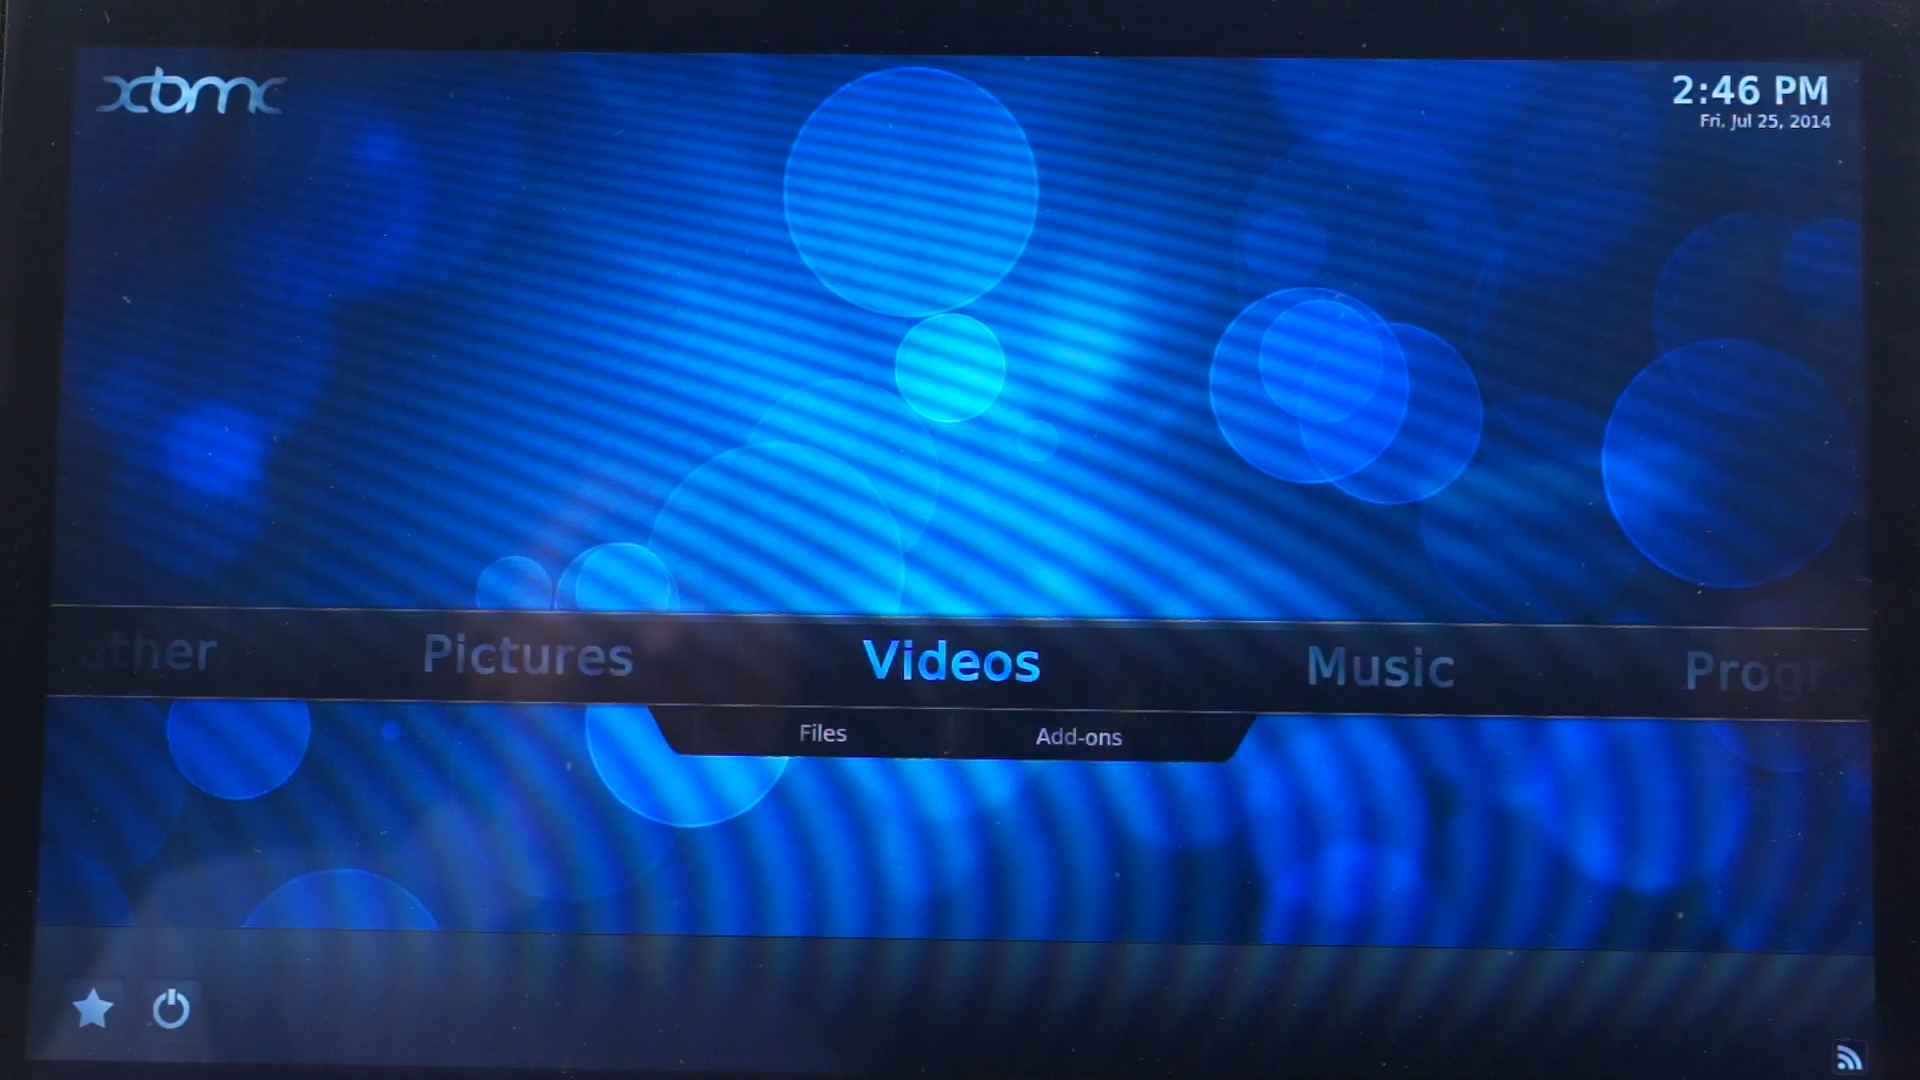 xbmc
2:46 PM
Fri, Jul 25, 2014
Pictures Videos Music
Files Add-ons